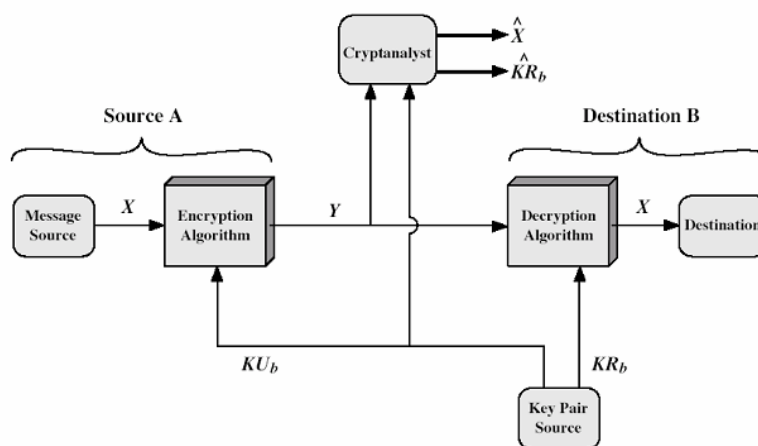 X̂
Cryptanalyst
K̂R_b
Source A
Destination B
Message
Source
X
Encryption
Algorithm
Y
Decryption
Algorithm
X
Destination
KU_b
KR_b
Key Pair
Source